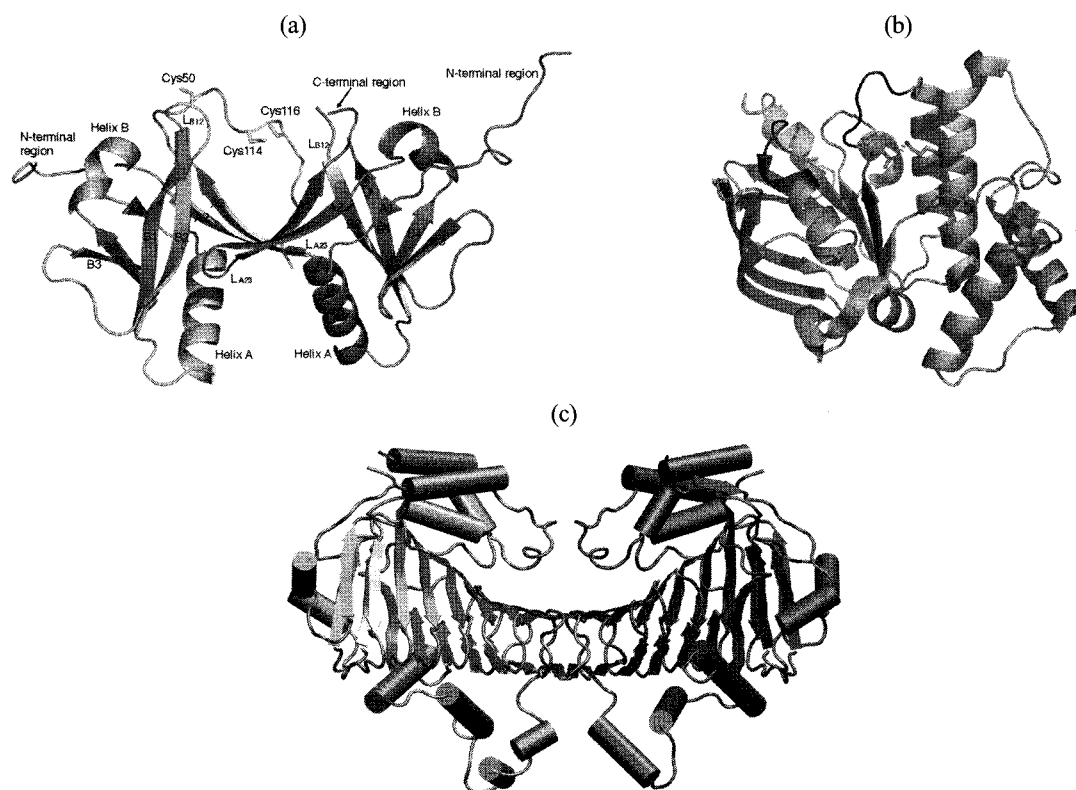 (a)
(b)
Cys50
C-terminal region
N-terminal region
Cys116
Helix B
LB12
LB12
Helix B
N-terminal region
Cys114
LA23
B3
LA23
Helix A
Helix A
(c)